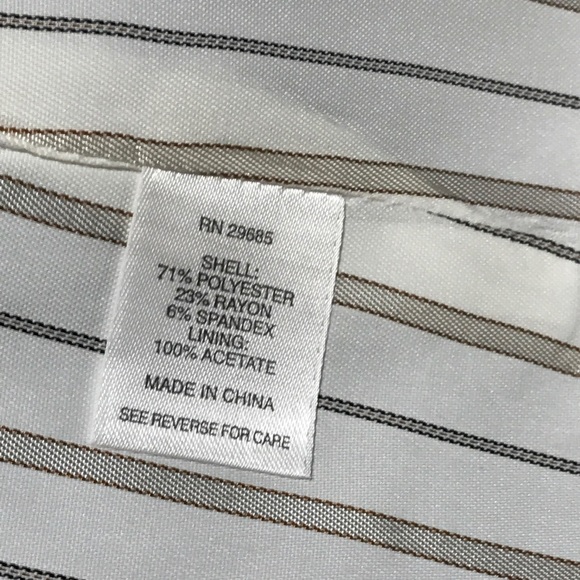 RN 29685
SHELL:
71% POLYESTER
23% RAYON
6% SPANDEX
LINING:
100% ACETATE
MADE IN CHINA
SEE REVERSE FOR CARE